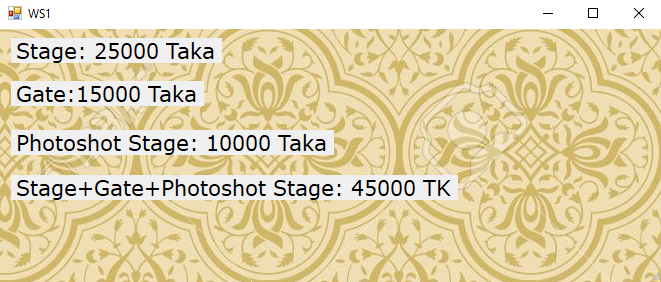 WS1
Stage: 25000 Taka
Gate:15000 Taka
Photoshot Stage: 10000 Taka
Stage+Gate+Photoshot Stage: 45000 TK